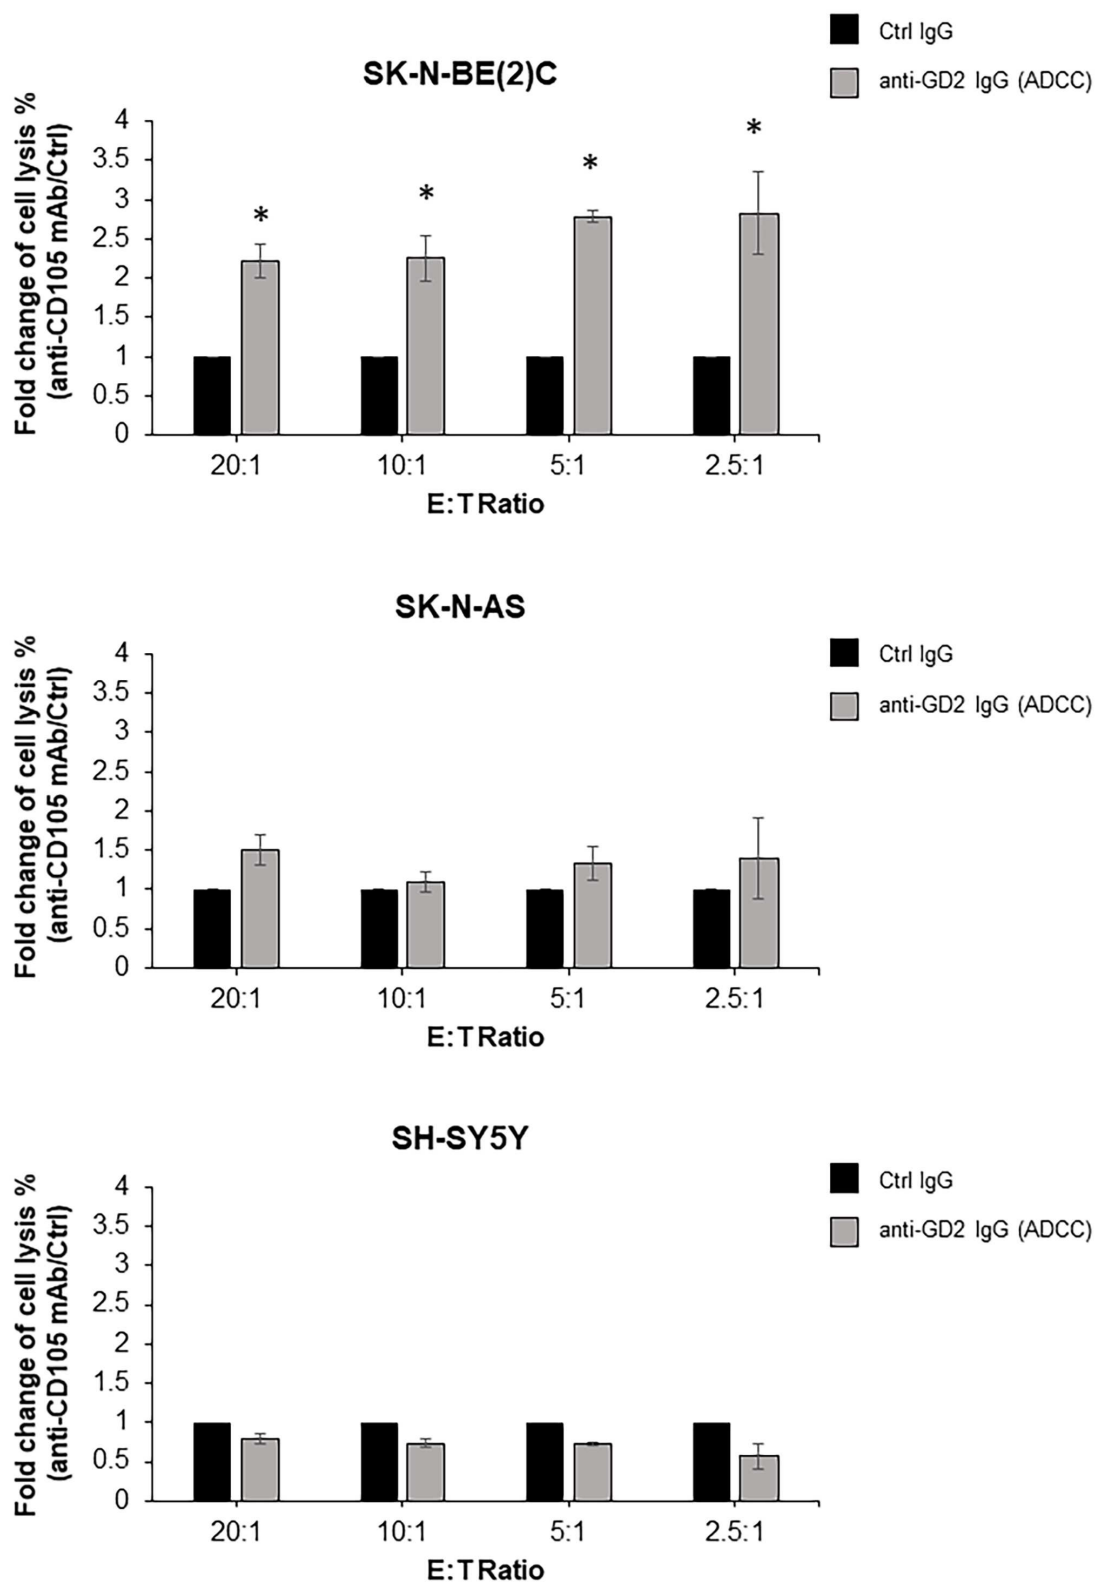 Ctrl IgG
anti-GD2 IgG (ADCC)
SK-N-BE(2)C
Fold change of cell lysis %
(anti-CD105 mAb/Ctrl)
4
3.5
3
2.5
2
1.5
1
0.5
0
*
*
*
*
20:1
10:1
5:1
2.5:1
E:T Ratio
SK-N-AS
Ctrl IgG
anti-GD2 IgG (ADCC)
Fold change of cell lysis %
(anti-CD105 mAb/Ctrl)
4
3.5
3
2.5
2
1.5
1
0.5
0
20:1
10:1
5:1
2.5:1
E:T Ratio
SH-SY5Y
Ctrl IgG
anti-GD2 IgG (ADCC)
Fold change of cell lysis %
(anti-CD105 mAb/Ctrl)
4
3.5
3
2.5
2
1.5
1
0.5
0
20:1
10:1
5:1
2.5:1
E:T Ratio